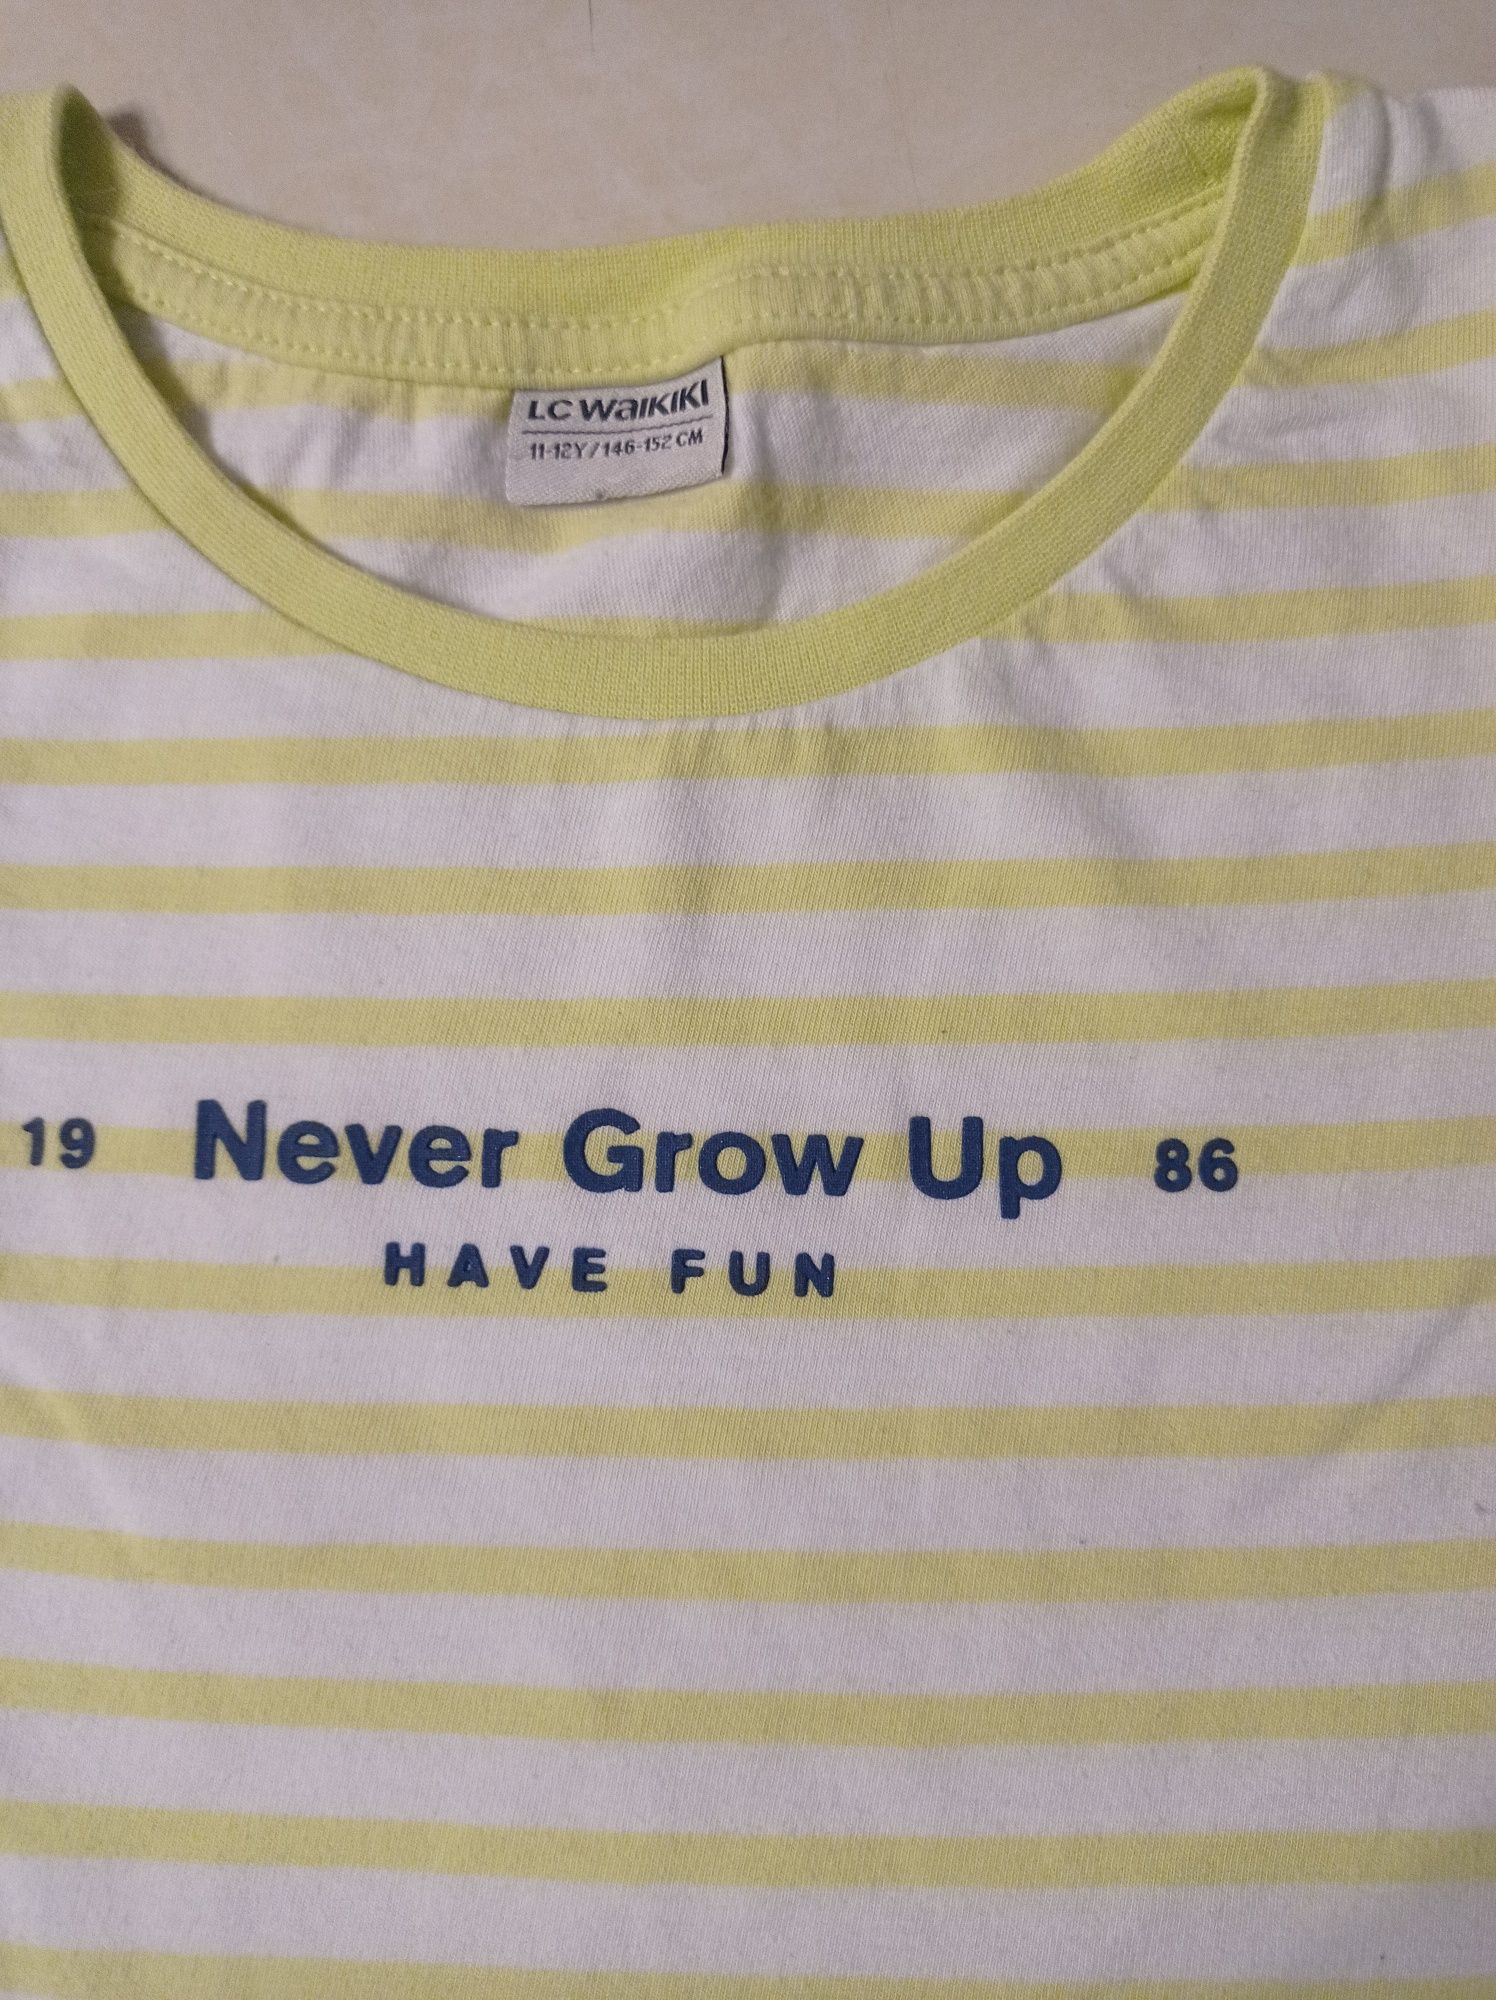 LC WAIKIKI
11-12Y/146-152 CM
19 Never Grow Up 86
HAVE FUN